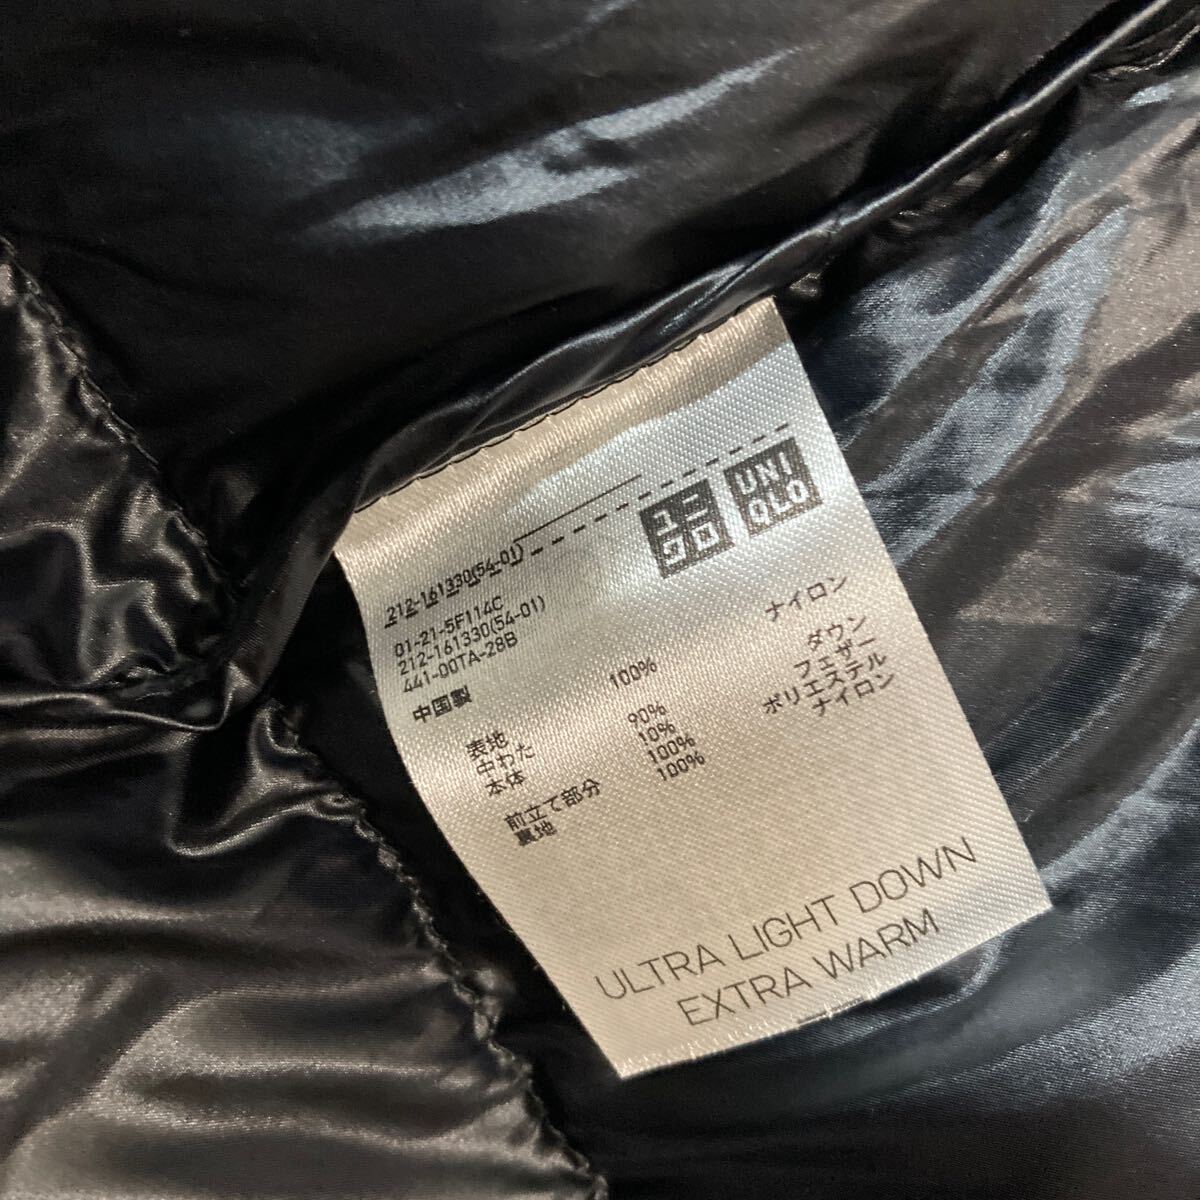 ユニ
クロ
UNI
QLO
212-161330(54-01)
01-21-5F114C
212-161330(54-01)
441-00TA-28B
中国製
表地 100% ナイロン
中わた
本体 90% ダウン
10% フェザー
前立て部分 100% ポリエステル
裏地 100% ナイロン
ULTRA LIGHT DOWN
EXTRA WARM